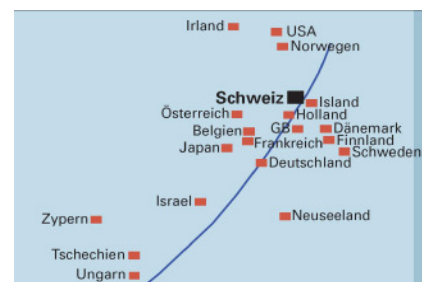 Irland
USA
Norwegen
Schweiz
Island
Österreich
Holland
Belgien
GB
Dänemark
Frankreich
Finnland
Japan
Schweden
Deutschland
Israel
Zypern
Neuseeland
Tschechien
Ungarn